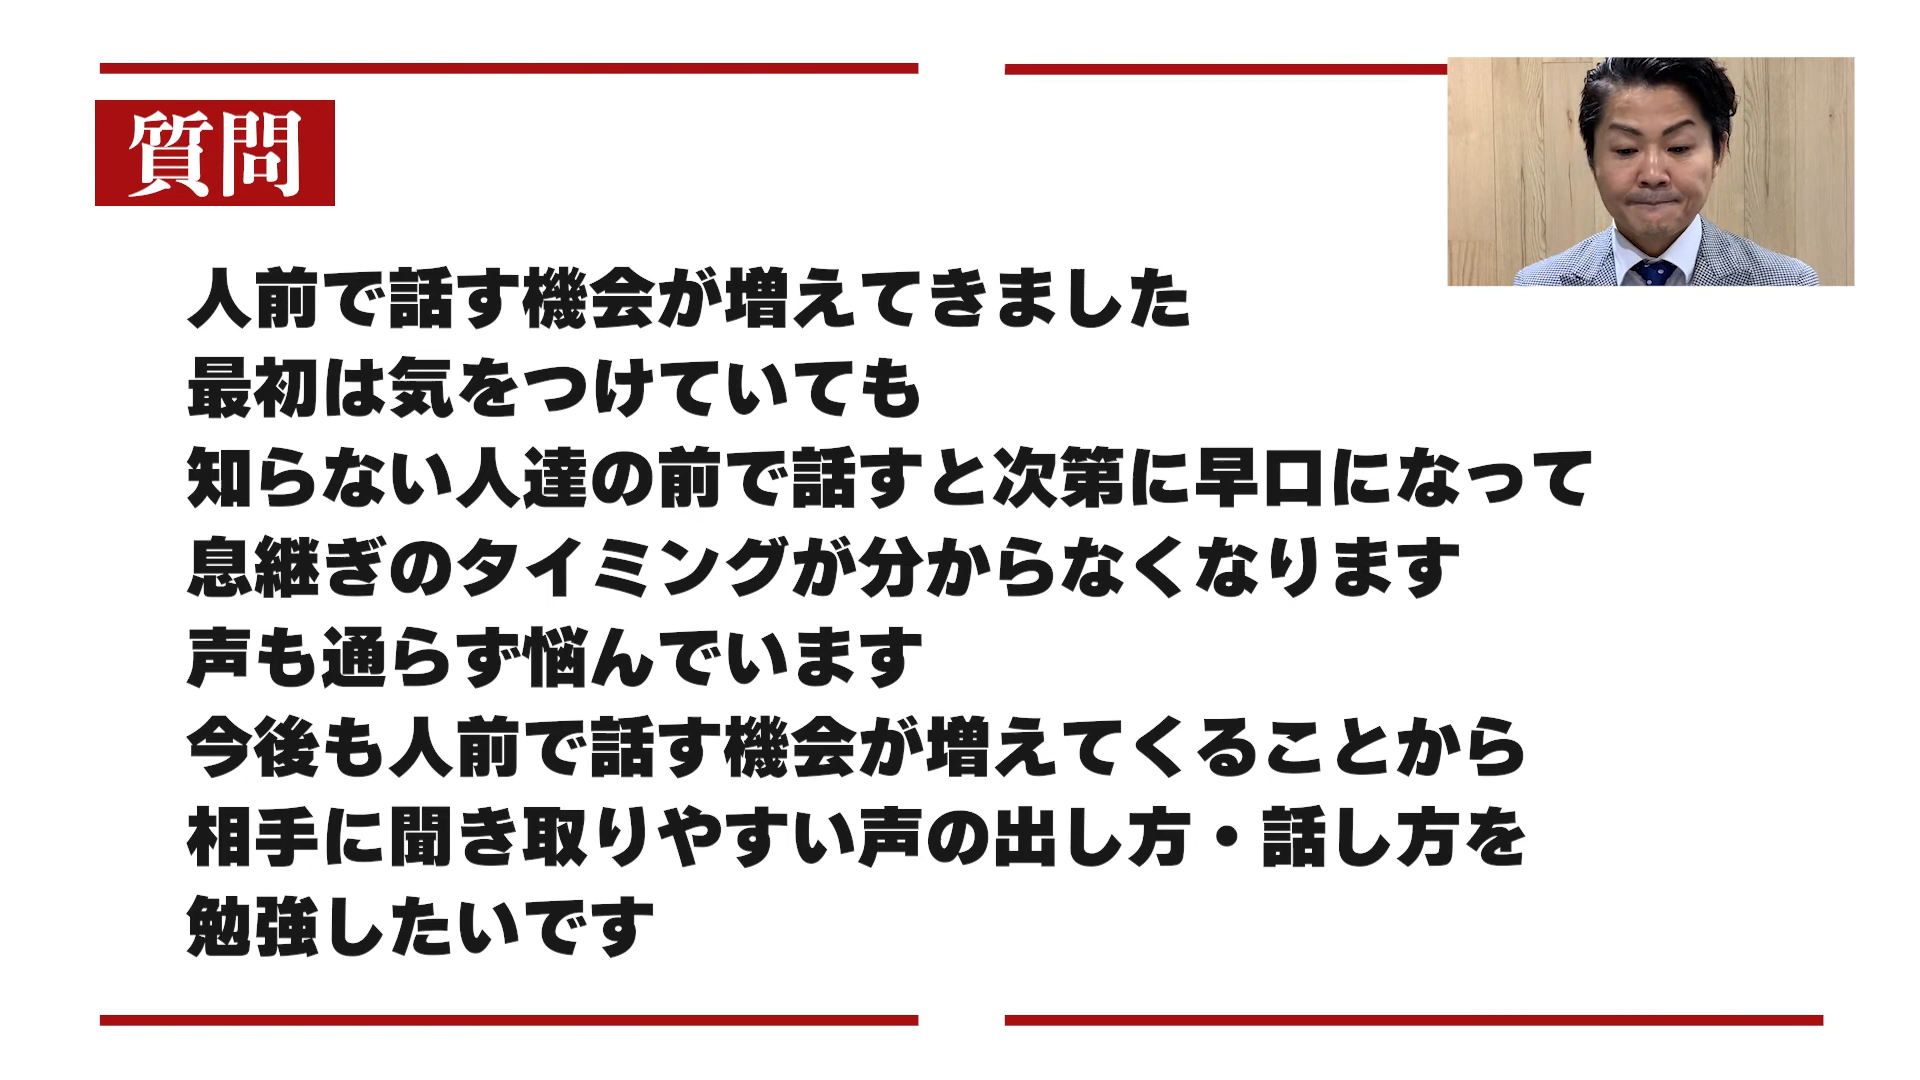 質問
人前で話す機会が増えてきました
最初は気をつけていても
知らない人達の前で話すと次第に早口になって
息継ぎのタイミングが分からなくなります
声も通らず悩んでいます
今後も人前で話す機会が増えてくることから
相手に聞き取りやすい声の出し方・話し方を
勉強したいです